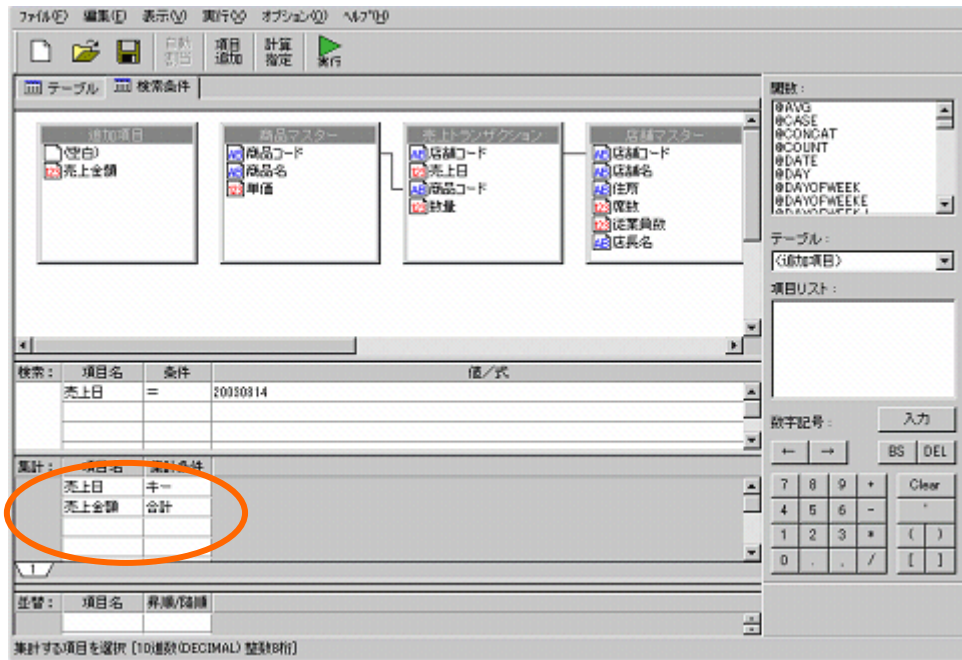 ファイル(F) 編集(E) 表示(V) 実行(X) オプション(O) ヘルプ(H)
自動割当 項目追加 計算指定 実行
テーブル 検索条件
追加項目
(空白)
売上金額
商品マスター
商品コード
商品名
単価
売上トランザクション
店舗コード
売上日
商品コード
数量
店舗マスター
店舗コード
店舗名
住所
席数
従業員数
店長名
検索： 項目名 条件 値／式
売上日 = 20030814
集計： 項目名 集計条件
売上日 キー
売上金額 合計
1
並替： 項目名 昇順/降順
集計する項目を選択 [10進数(DECIMAL) 整数8桁]
関数：
@AVG
@CASE
@CONCAT
@COUNT
@DATE
@DAY
@DAYOFWEEK
@DAYOFWEEKE
テーブル：
(追加項目)
項目リスト：
数字記号： 入力
← → BS DEL
7 8 9 + Clear
4 5 6 - '
1 2 3 * ( )
0 . , / [ ]